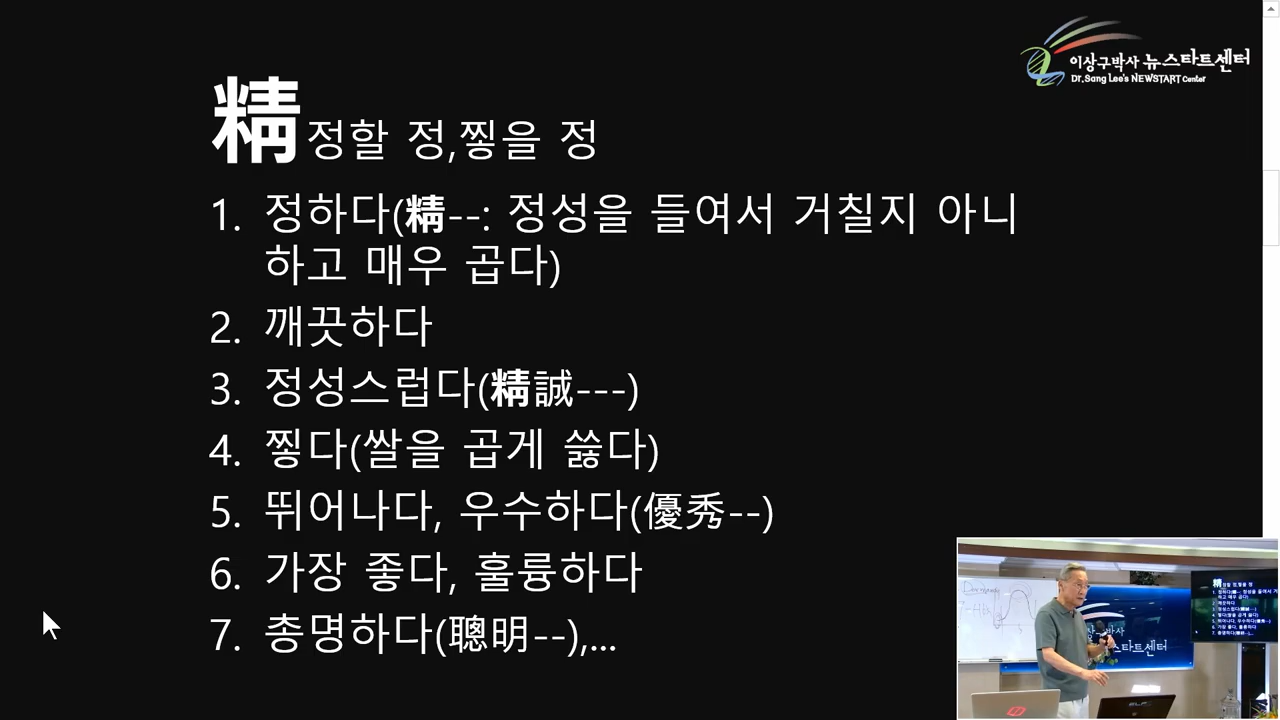 이상구박사 뉴스타트센터
Dr. Sang Lee's NEWSTART Center
精정할 정,찧을 정
1. 정하다(精--: 정성을 들여서 거칠지 아니
하고 매우 곱다)
2. 깨끗하다
3. 정성스럽다(精誠---)
4. 찧다(쌀을 곱게 쓿다)
5. 뛰어나다, 우수하다(優秀--)
6. 가장 좋다, 훌륭하다
7. 총명하다(聰明--),...